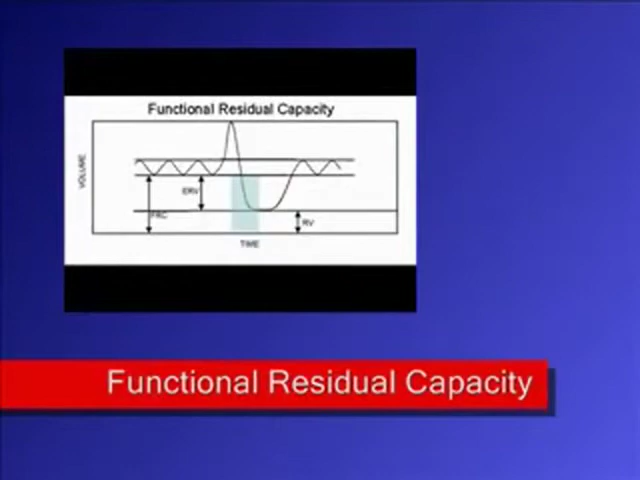 Functional Residual Capacity
VOLUME
ERV
FRC
RV
TIME
Functional Residual Capacity